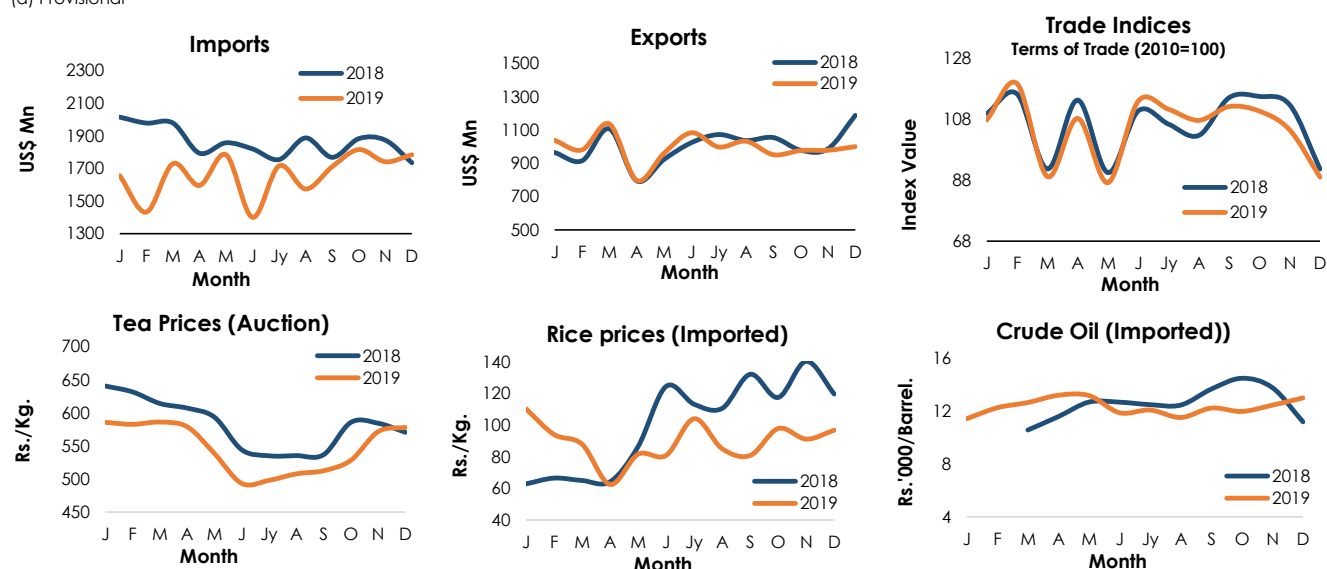 (a) Provisional
Imports
US$ Mn
2300
2100
1900
1700
1500
1300
2018
2019
J F M A M J Jy A S O N D
Month
Exports
US$ Mn
1500
1300
1100
900
700
500
2018
2019
J F M A M J Jy A S O N D
Month
Trade Indices
Terms of Trade (2010=100)
Index Value
128
108
88
68
2018
2019
J F M A M J Jy A S O N D
Month
Tea Prices (Auction)
Rs./Kg.
700
650
600
550
500
450
2018
2019
J F M A M J Jy A S O N D
Month
Rice prices (Imported)
Rs./Kg.
140
120
100
80
60
40
2018
2019
J F M A M J Jy A S O N D
Month
Crude Oil (Imported))
Rs.'000/Barrel.
16
12
8
4
2018
2019
J F M A M J Jy A S O N D
Month